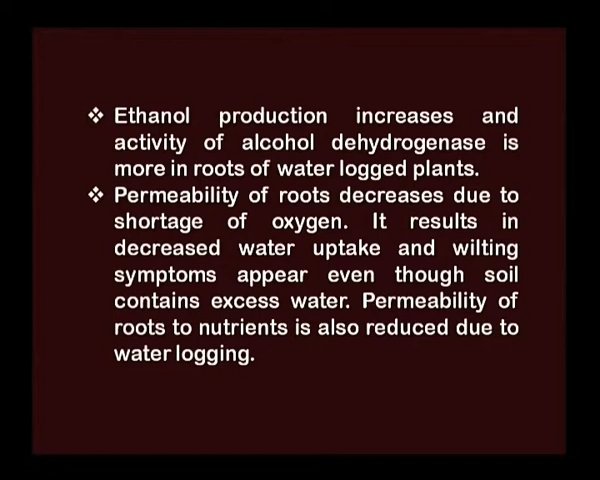 ❖ Ethanol production increases and
activity of alcohol dehydrogenase is
more in roots of water logged plants.
❖ Permeability of roots decreases due to
shortage of oxygen. It results in
decreased water uptake and wilting
symptoms appear even though soil
contains excess water. Permeability of
roots to nutrients is also reduced due to
water logging.